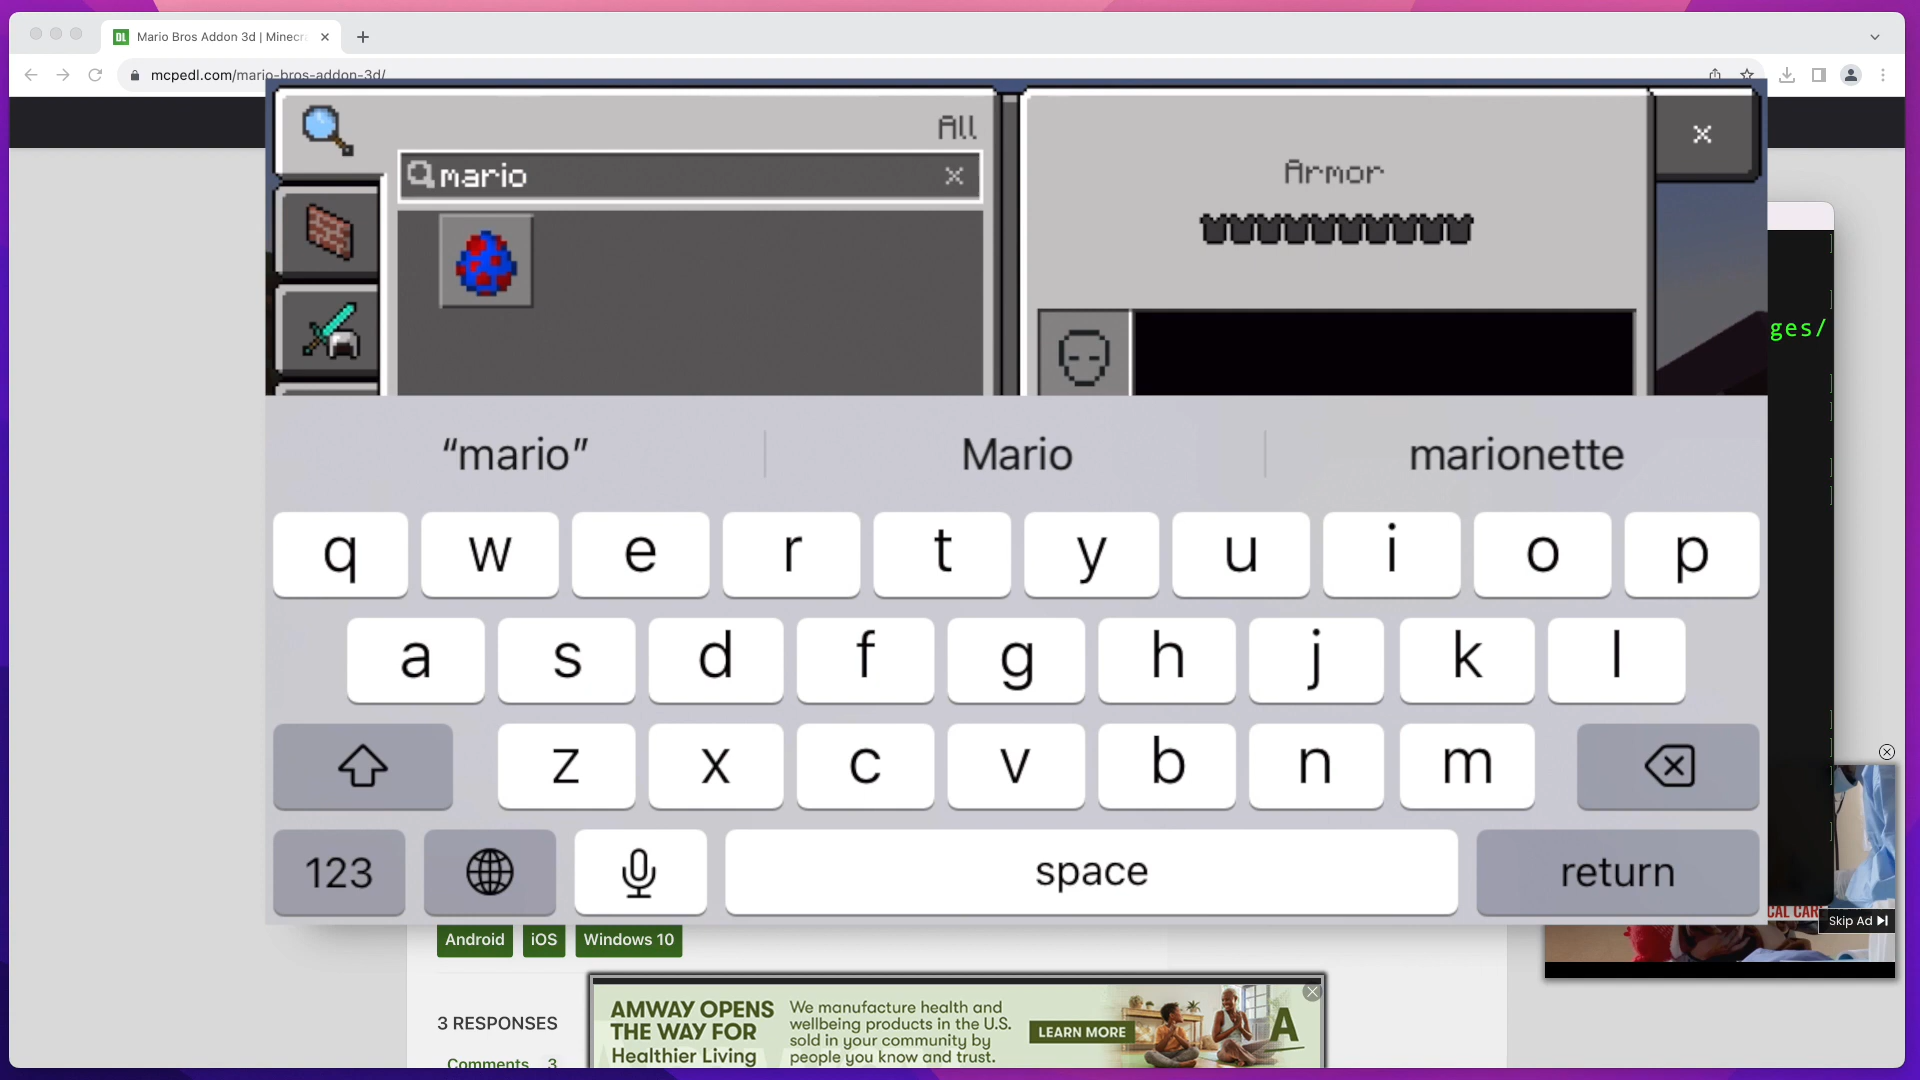 DL Mario Bros Addon 3d | Minecr
mcpedl.com/mario-bros-addon-3d/
All
mario
Armor
ges/
“mario”
Mario
marionette
q w e r t y u i o p
a s d f g h j k l
z x c v b n m
123
space
return
CAL CAR
Skip Ad
Android
iOS
Windows 10
3 RESPONSES
Comments 3
AMWAY OPENS
THE WAY FOR
Healthier Living
We manufacture health and
wellbeing products in the U.S.
sold in your community by
people you know and trust.
LEARN MORE
A